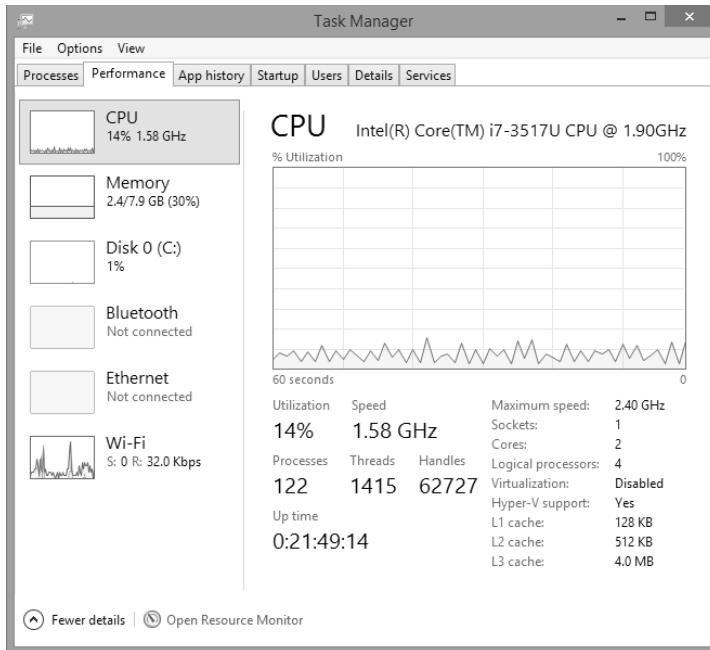 Task Manager
File Options View
Processes Performance App history Startup Users Details Services
CPU
14% 1.58 GHz
Memory
2.4/7.9 GB (30%)
Disk 0 (C:)
1%
Bluetooth
Not connected
Ethernet
Not connected
Wi-Fi
S: 0 R: 32.0 Kbps
CPU Intel(R) Core(TM) i7-3517U CPU @ 1.90GHz
% Utilization 100%
60 seconds 0
Utilization Speed
14% 1.58 GHz
Processes Threads Handles
122 1415 62727
Up time
0:21:49:14
Maximum speed: 2.40 GHz
Sockets: 1
Cores: 2
Logical processors: 4
Virtualization: Disabled
Hyper-V support: Yes
L1 cache: 128 KB
L2 cache: 512 KB
L3 cache: 4.0 MB
Fewer details Open Resource Monitor